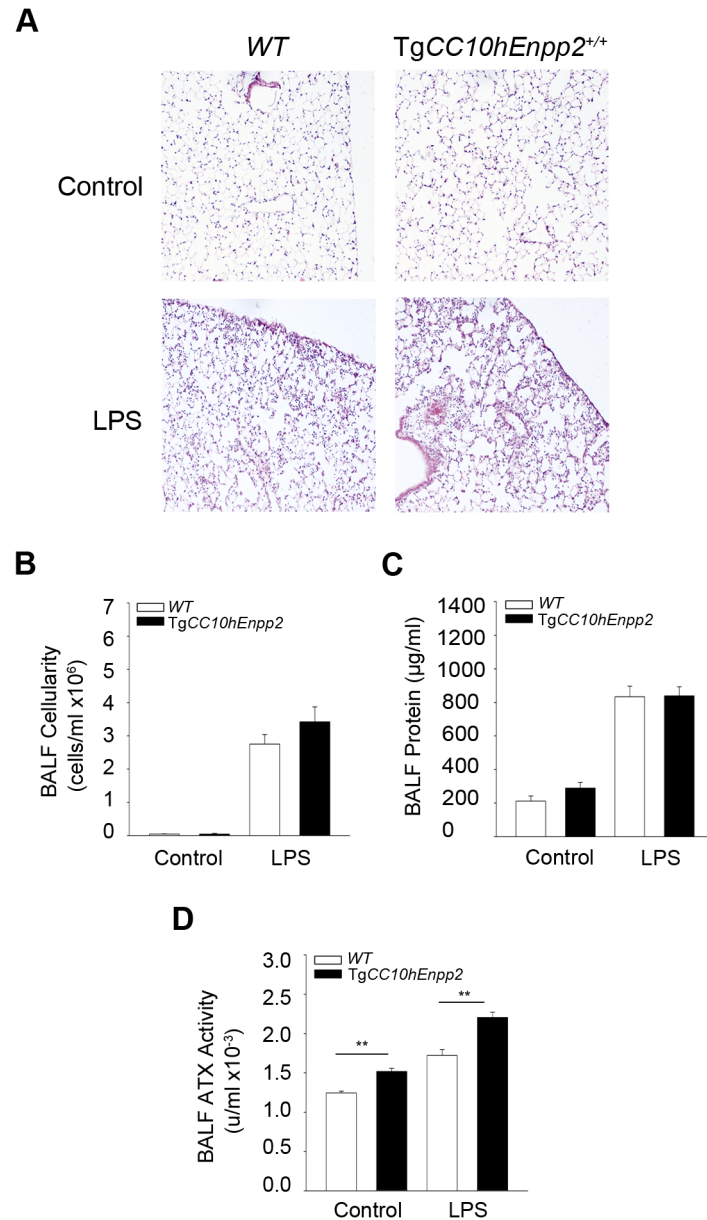 A
WT TgCC10hEnpp2+/+
Control
LPS
B
WT
TgCC10hEnpp2
7
6
5
4
3
2
1
0
BALF Cellularity
(cells/ml x10⁶)
Control LPS
C
WT
TgCC10hEnpp2
1400
1200
1000
800
600
400
200
0
BALF Protein (µg/ml)
Control LPS
D
WT
TgCC10hEnpp2
3.0
2.5
2.0
1.5
1.0
0.5
0.0
BALF ATX Activity
(u/ml x10⁻³)
**
**
Control LPS